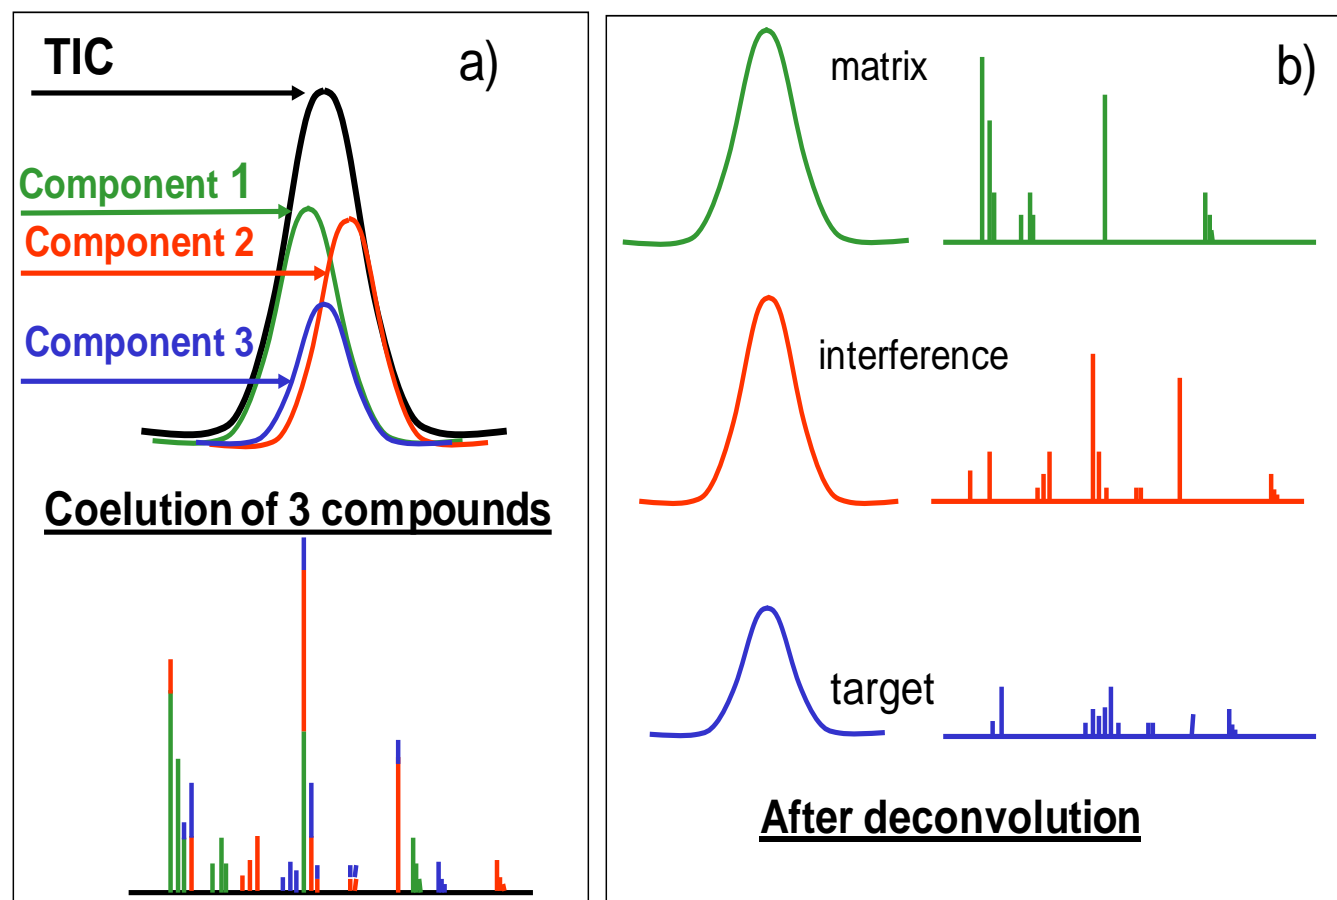 TIC
a)
Component 1
Component 2
Component 3
Coelution of 3 compounds
matrix
b)
interference
target
After deconvolution